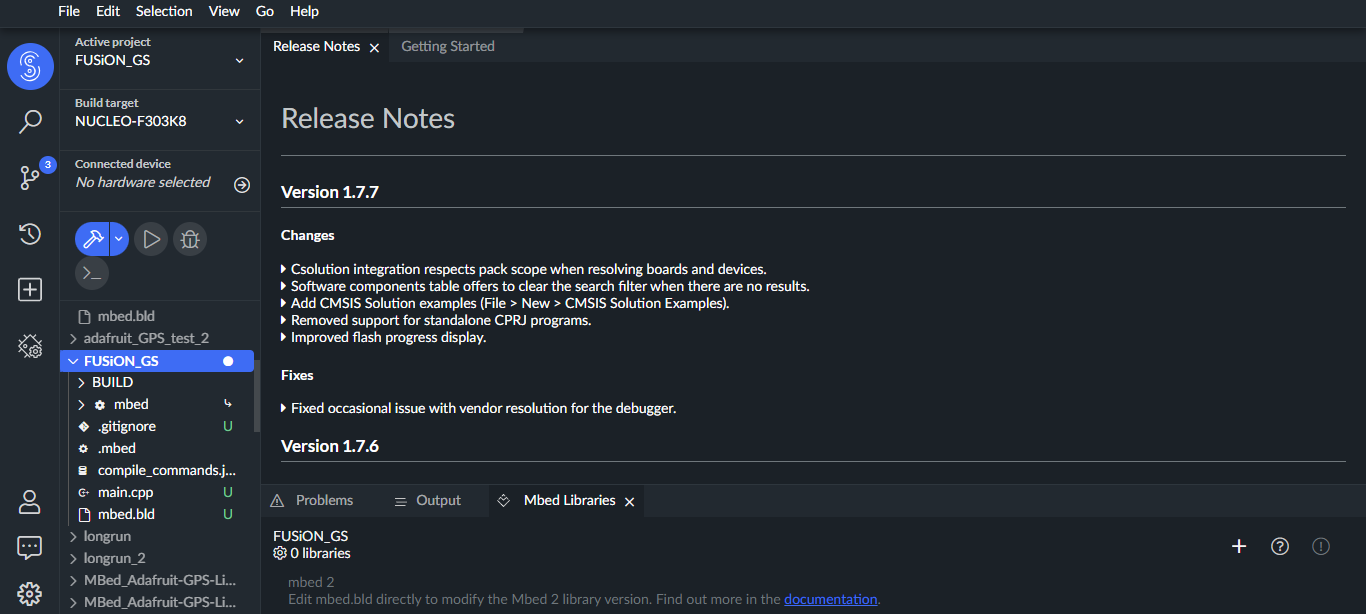 File Edit Selection View Go Help
Active project
FUSiON_GS
Build target
NUCLEO-F303K8
Connected device
No hardware selected
3
mbed.bld
adafruit_GPS_test_2
FUSiON_GS
BUILD
mbed
.gitignore U
.mbed
compile_commands.j...
main.cpp U
mbed.bld U
longrun
longrun_2
MBed_Adafruit-GPS-Li...
MBed_Adafruit-GPS-Li...
Release Notes Getting Started
Release Notes
Version 1.7.7
Changes
Csolution integration respects pack scope when resolving boards and devices.
Software components table offers to clear the search filter when there are no results.
Add CMSIS Solution examples (File > New > CMSIS Solution Examples).
Removed support for standalone CPRJ programs.
Improved flash progress display.
Fixes
Fixed occasional issue with vendor resolution for the debugger.
Version 1.7.6
Problems Output Mbed Libraries
FUSiON_GS
0 libraries
mbed 2
Edit mbed.bld directly to modify the Mbed 2 library version. Find out more in the documentation.